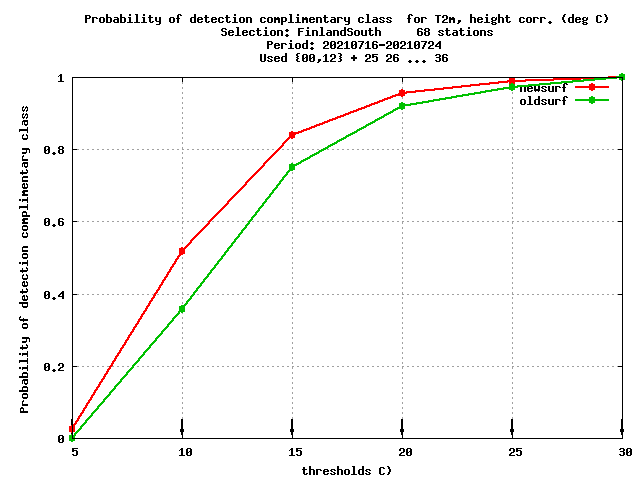 Probability of detection complimentary class  for T2m, height corr. (deg C)
Selection: FinlandSouth     68 stations
Period: 20210716-20210724
Used {00,12} + 25 26 ... 36
Probability of detection complimentary class
1
0.8
0.6
0.4
0.2
0
newsurf
oldsurf
5 10 15 20 25 30
thresholds C)